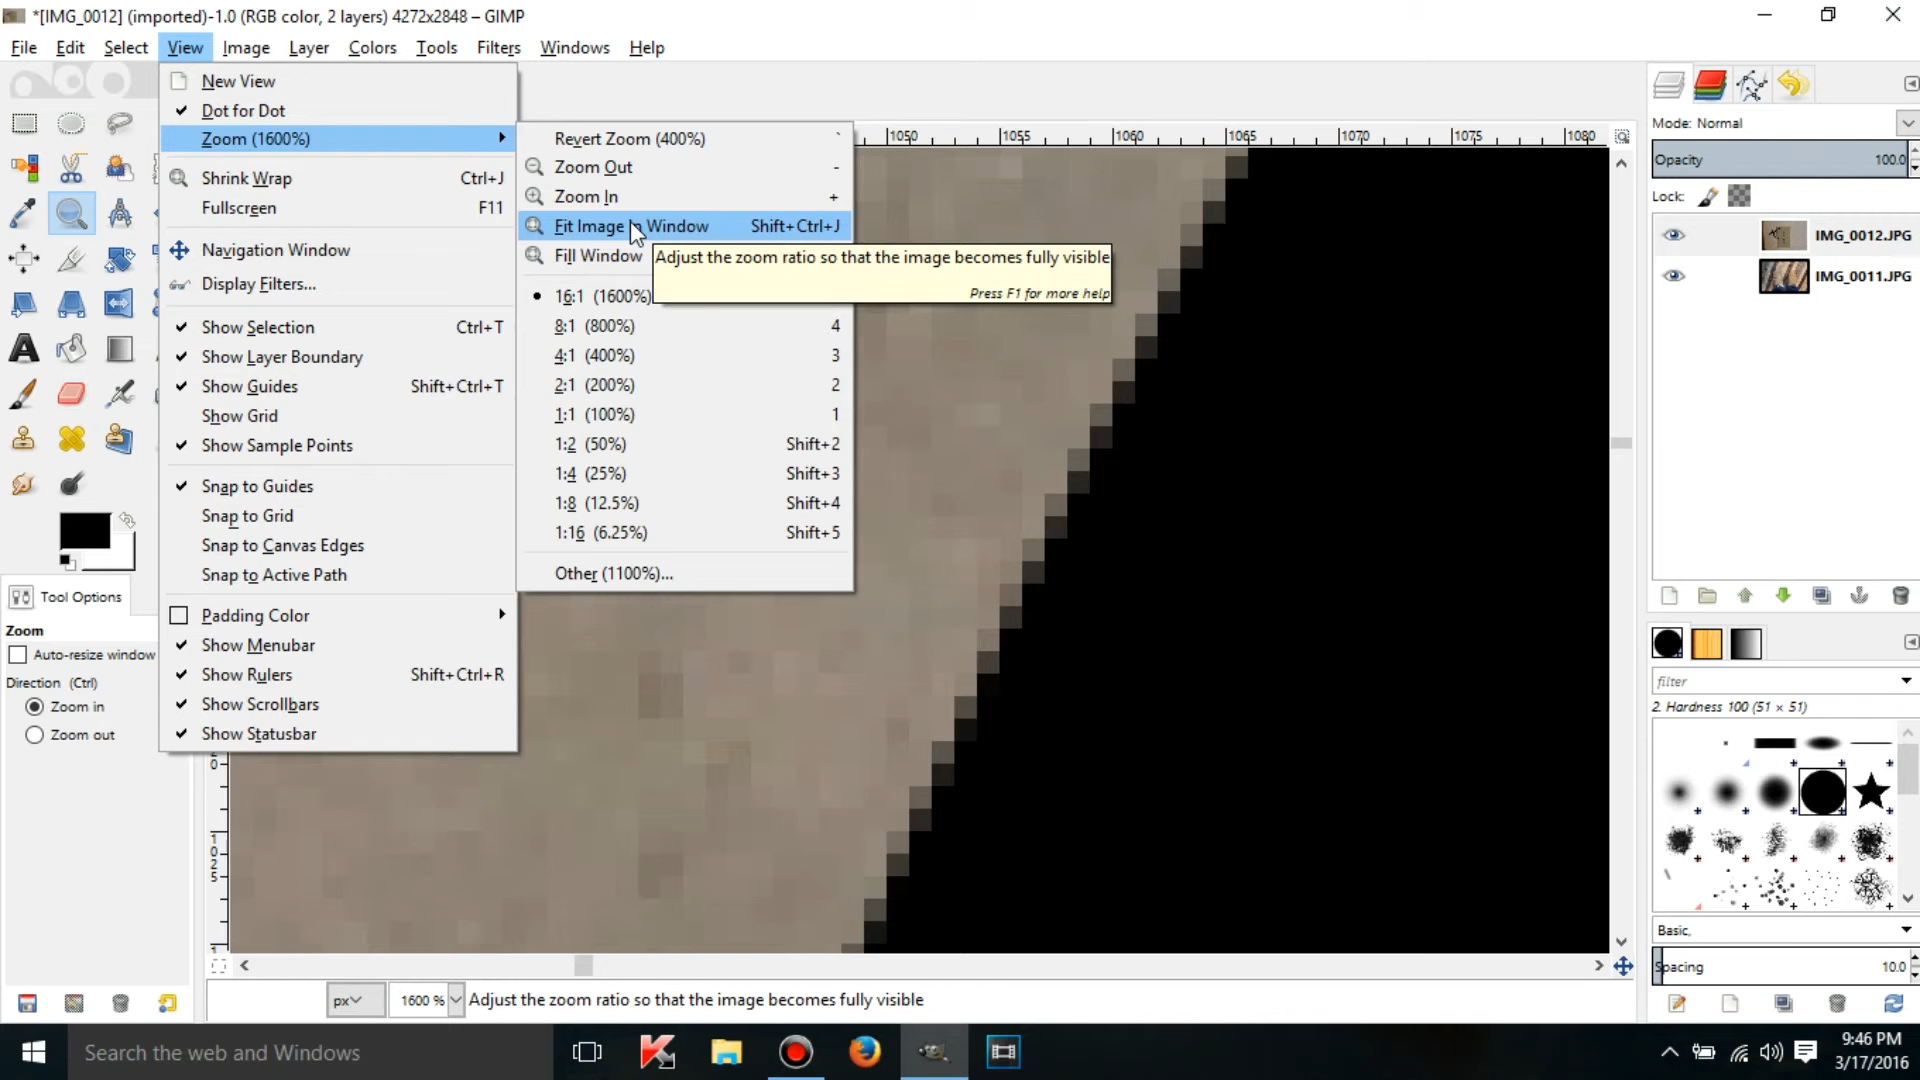 *[IMG_0012] (imported)-1.0 (RGB color, 2 layers) 4272x2848 – GIMP
File Edit Select View Image Layer Colors Tools Filters Windows Help
New View
Dot for Dot
Zoom (1600%)
Shrink Wrap Ctrl+J
Fullscreen F11
Navigation Window
Display Filters...
Show Selection Ctrl+T
Show Layer Boundary
Show Guides Shift+Ctrl+T
Show Grid
Show Sample Points
Snap to Guides
Snap to Grid
Snap to Canvas Edges
Snap to Active Path
Padding Color
Show Menubar
Show Rulers Shift+Ctrl+R
Show Scrollbars
Show Statusbar
Revert Zoom (400%) `
Zoom Out -
Zoom In +
Fit Image in Window Shift+Ctrl+J
Fill Window
Adjust the zoom ratio so that the image becomes fully visible
Press F1 for more help
16:1 (1600%)
8:1 (800%) 4
4:1 (400%) 3
2:1 (200%) 2
1:1 (100%) 1
1:2 (50%) Shift+2
1:4 (25%) Shift+3
1:8 (12.5%) Shift+4
1:16 (6.25%) Shift+5
Other (1100%)...
1050 1055 1060 1065 1070 1075 1080
Tool Options
Zoom
Auto-resize window
Direction (Ctrl)
Zoom in
Zoom out
Mode: Normal
Opacity 100.0
Lock:
IMG_0012.JPG
IMG_0011.JPG
filter
2. Hardness 100 (51 × 51)
Basic,
Spacing 10.0
px 1600 % Adjust the zoom ratio so that the image becomes fully visible
Search the web and Windows
9:46 PM
3/17/2016